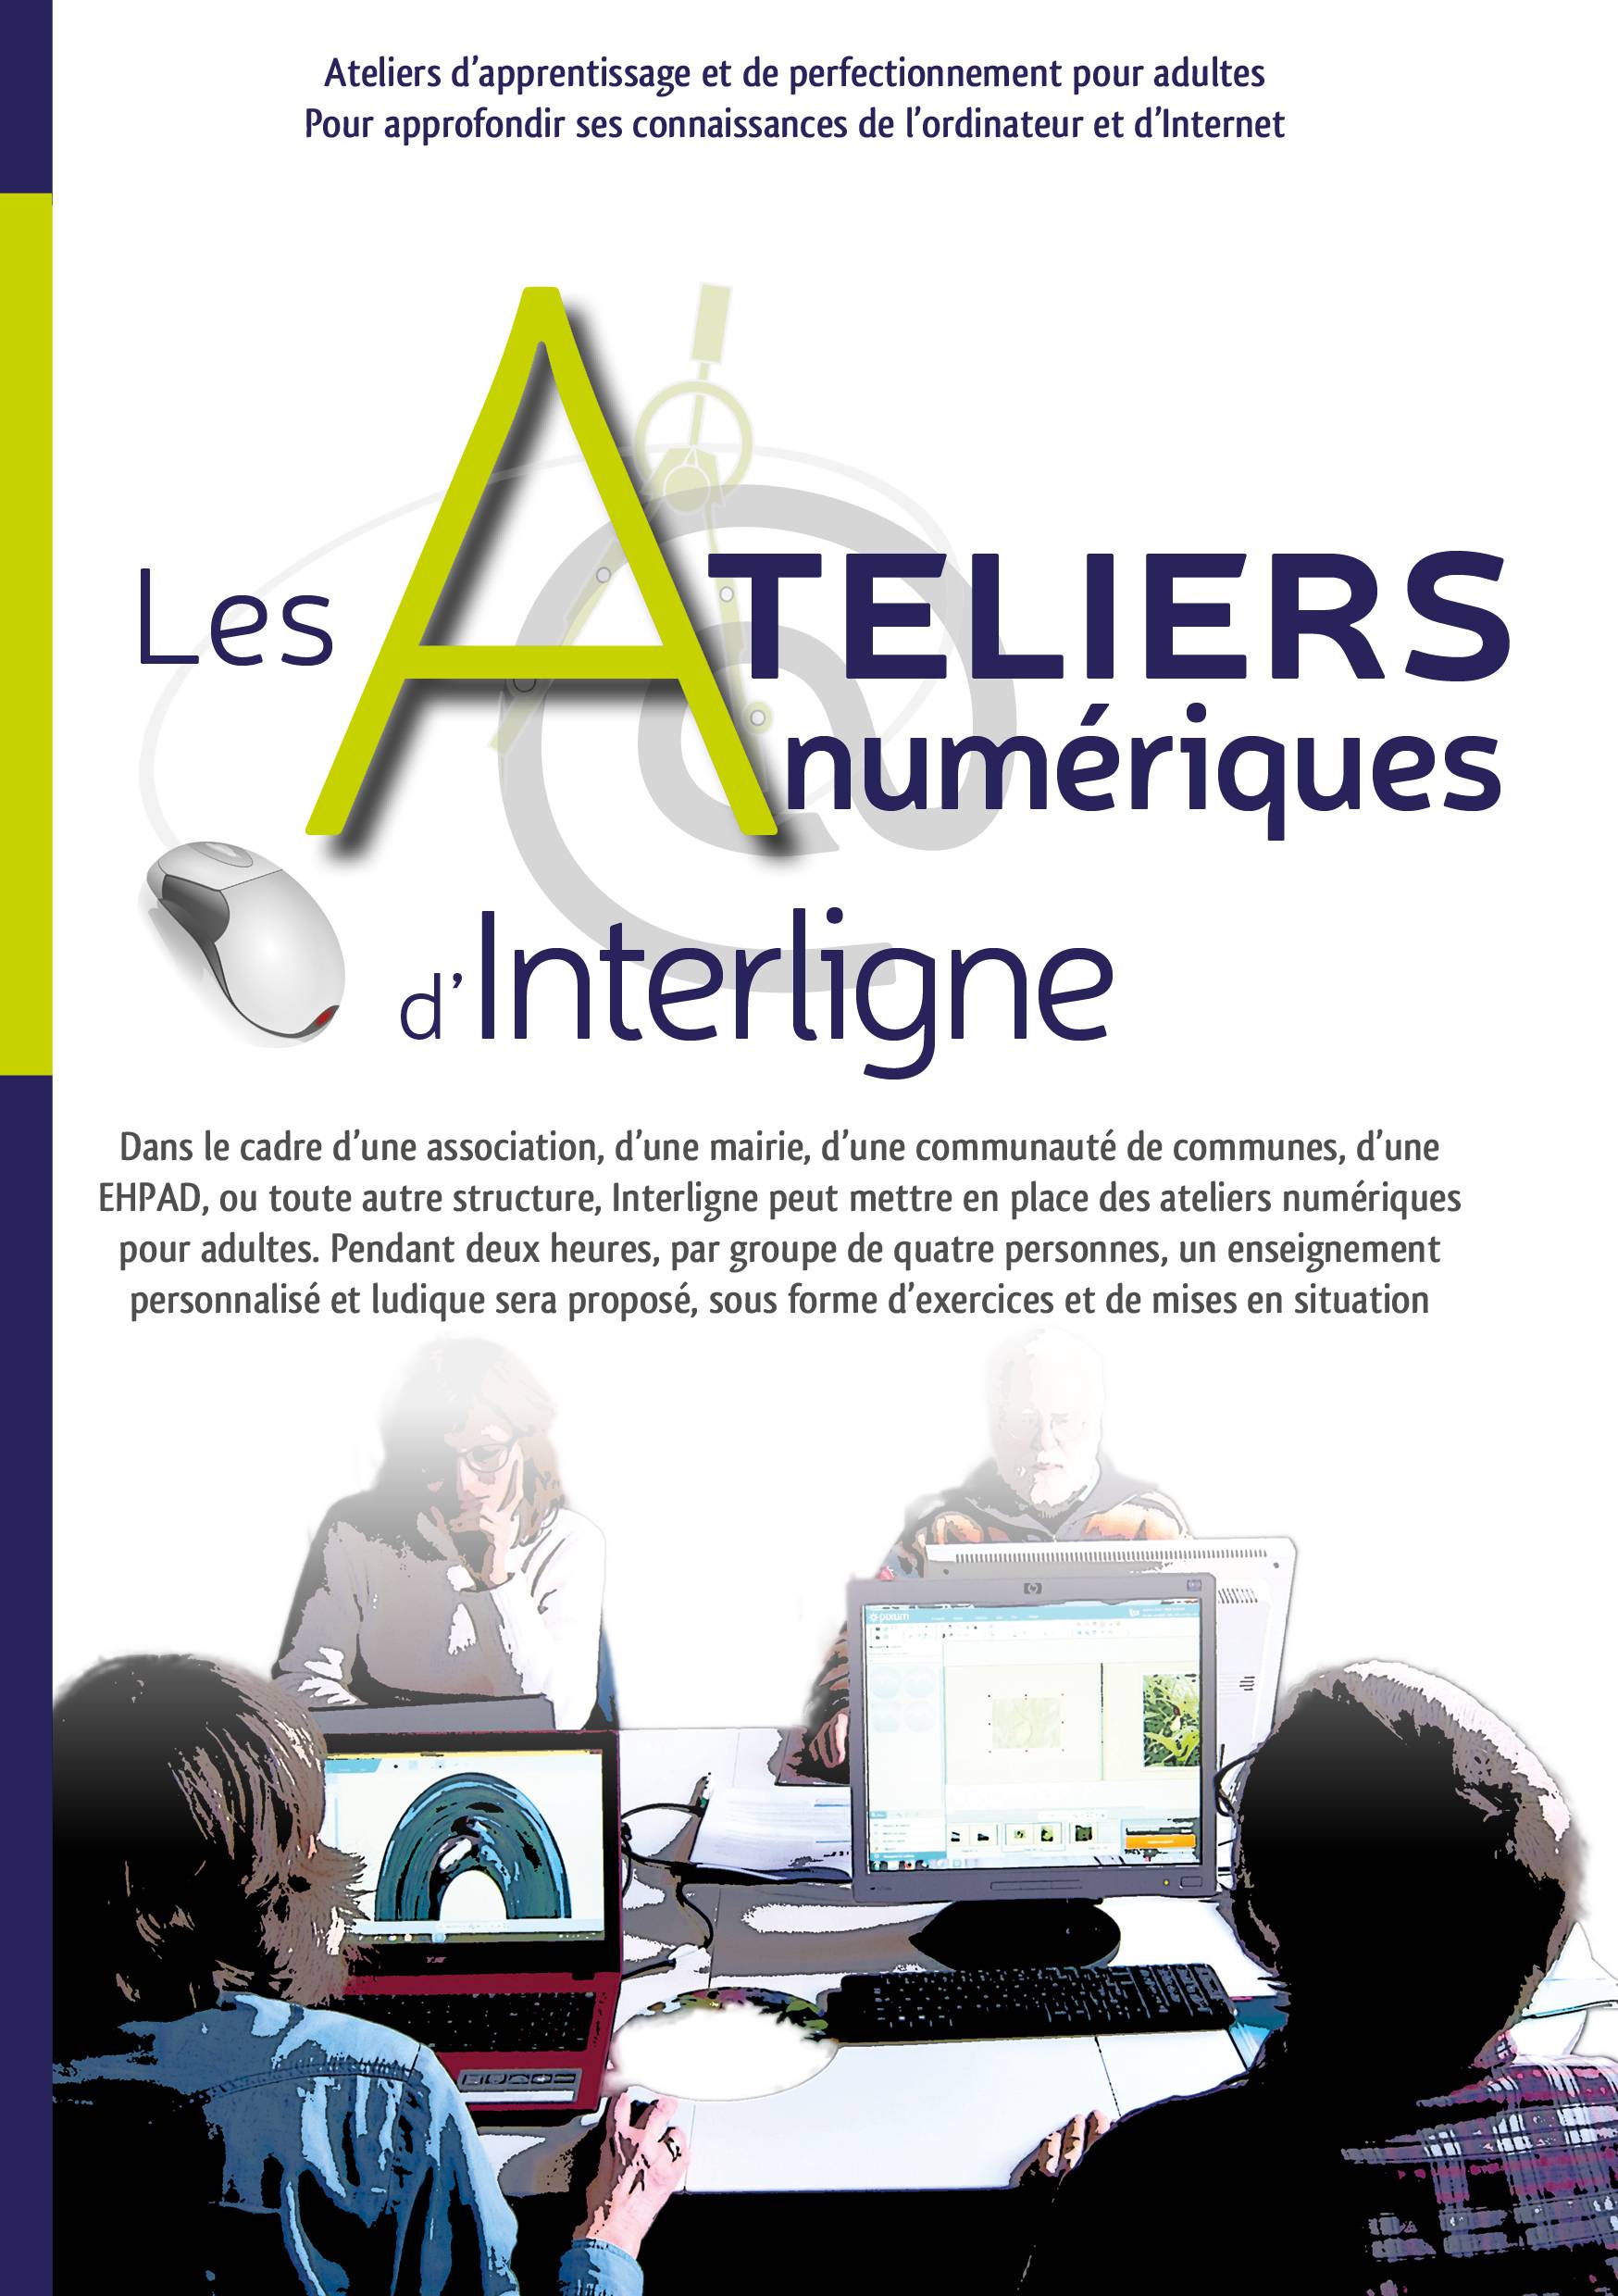 Ateliers d’apprentissage et de perfectionnement pour adultes
Pour approfondir ses connaissances de l’ordinateur et d’Internet
Les ATELIERS
numériques
d’Interligne
Dans le cadre d’une association, d’une mairie, d’une communauté de communes, d’une
EHPAD, ou toute autre structure, Interligne peut mettre en place des ateliers numériques
pour adultes. Pendant deux heures, par groupe de quatre personnes, un enseignement
personnalisé et ludique sera proposé, sous forme d’exercices et de mises en situation
hp
pixum